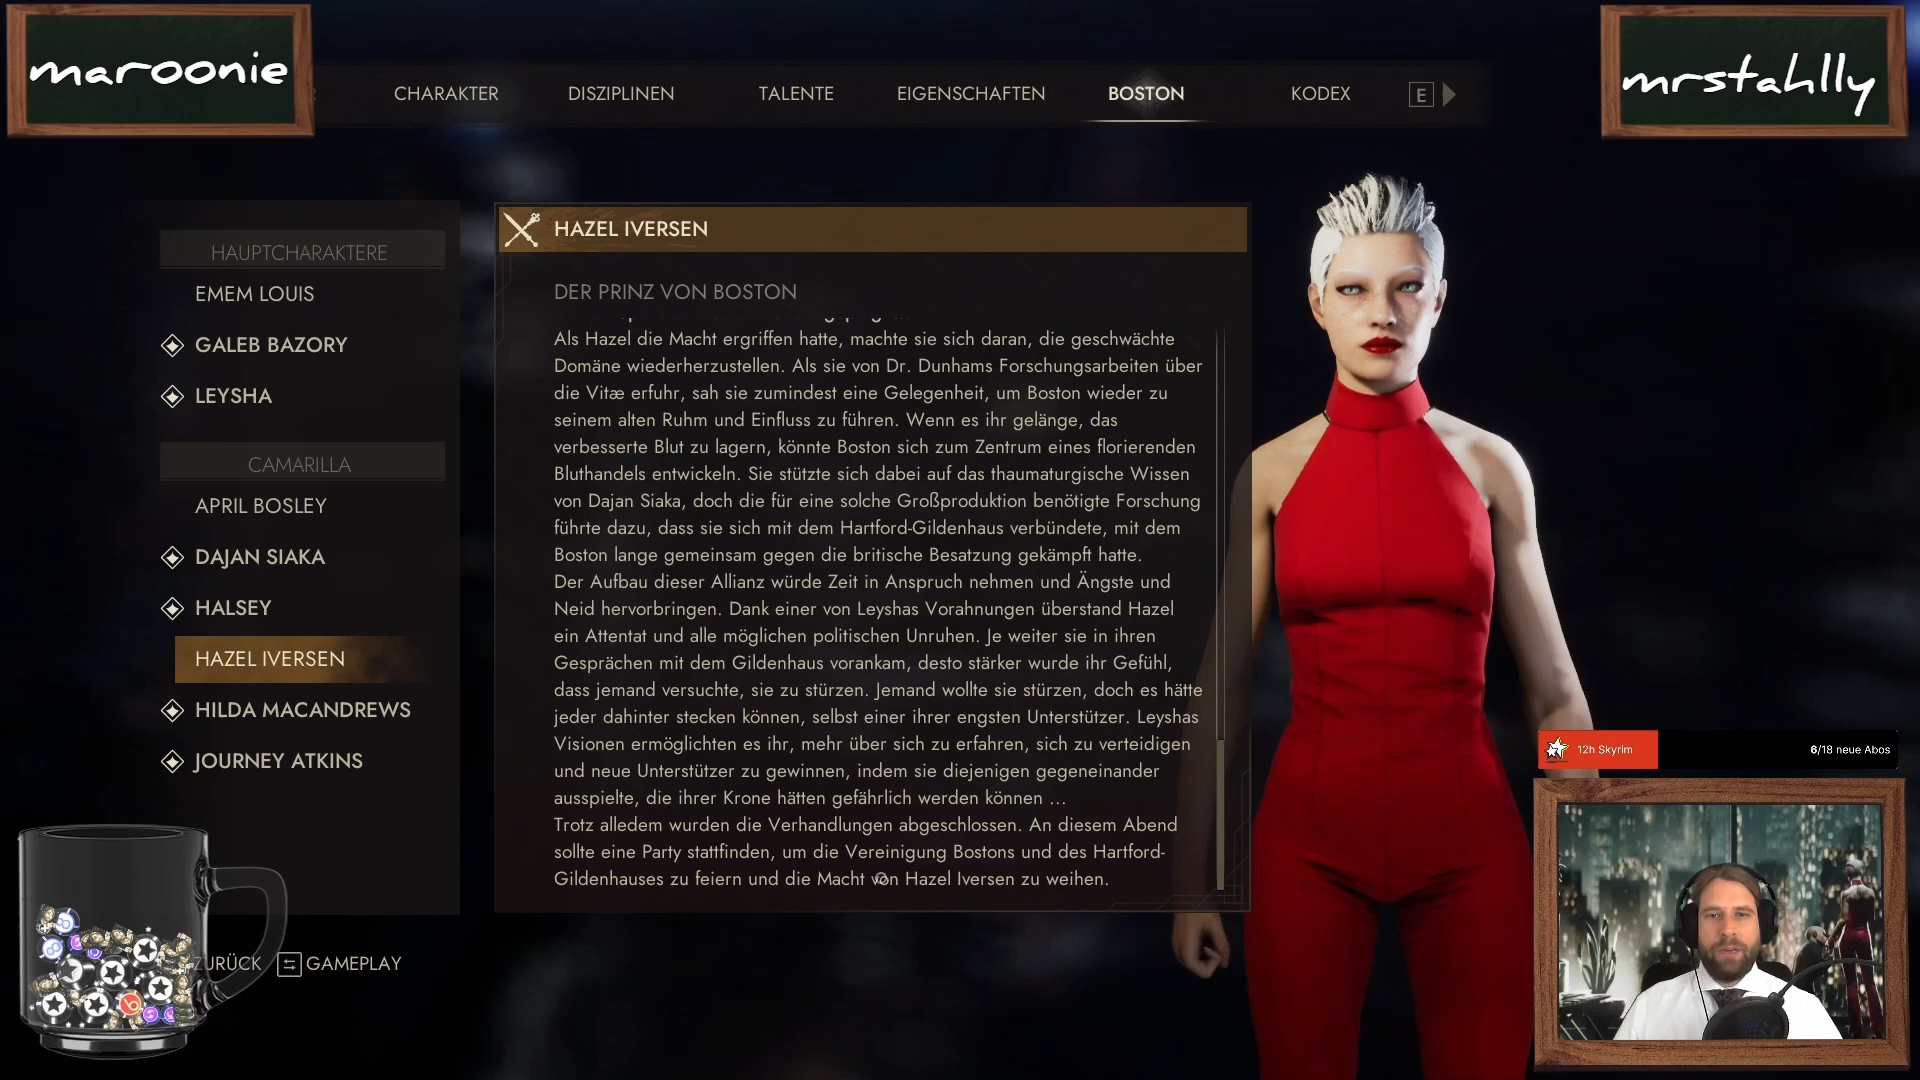 maroonie
mrstahlly
CHARAKTER
DISZIPLINEN
TALENTE
EIGENSCHAFTEN
BOSTON
KODEX
E
HAUPTCHARAKTERE
EMEM LOUIS
GALEB BAZORY
LEYSHA
CAMARILLA
APRIL BOSLEY
DAJAN SIAKA
HALSEY
HAZEL IVERSEN
HILDA MACANDREWS
JOURNEY ATKINS
HAZEL IVERSEN
DER PRINZ VON BOSTON
Als Hazel die Macht ergriffen hatte, machte sie sich daran, die geschwächte
Domäne wiederherzustellen. Als sie von Dr. Dunhams Forschungsarbeiten über
die Vitæ erfuhr, sah sie zumindest eine Gelegenheit, um Boston wieder zu
seinem alten Ruhm und Einfluss zu führen. Wenn es ihr gelänge, das
verbesserte Blut zu lagern, könnte Boston sich zum Zentrum eines florierenden
Bluthandels entwickeln. Sie stützte sich dabei auf das thaumaturgische Wissen
von Dajan Siaka, doch die für eine solche Großproduktion benötigte Forschung
führte dazu, dass sie sich mit dem Hartford-Gildenhaus verbündete, mit dem
Boston lange gemeinsam gegen die britische Besatzung gekämpft hatte.
Der Aufbau dieser Allianz würde Zeit in Anspruch nehmen und Ängste und
Neid hervorbringen. Dank einer von Leyshas Vorahnungen überstand Hazel
ein Attentat und alle möglichen politischen Unruhen. Je weiter sie in ihren
Gesprächen mit dem Gildenhaus vorankam, desto stärker wurde ihr Gefühl,
dass jemand versuchte, sie zu stürzen. Jemand wollte sie stürzen, doch es hätte
jeder dahinter stecken können, selbst einer ihrer engsten Unterstützer. Leyshas
Visionen ermöglichten es ihr, mehr über sich zu erfahren, sich zu verteidigen
und neue Unterstützer zu gewinnen, indem sie diejenigen gegeneinander
ausspielte, die ihrer Krone hätten gefährlich werden können ...
Trotz alledem wurden die Verhandlungen abgeschlossen. An diesem Abend
sollte eine Party stattfinden, um die Vereinigung Bostons und des Hartford-
Gildenhauses zu feiern und die Macht von Hazel Iversen zu weihen.
12h Skyrim
6/18 neue Abos
ZURÜCK
GAMEPLAY